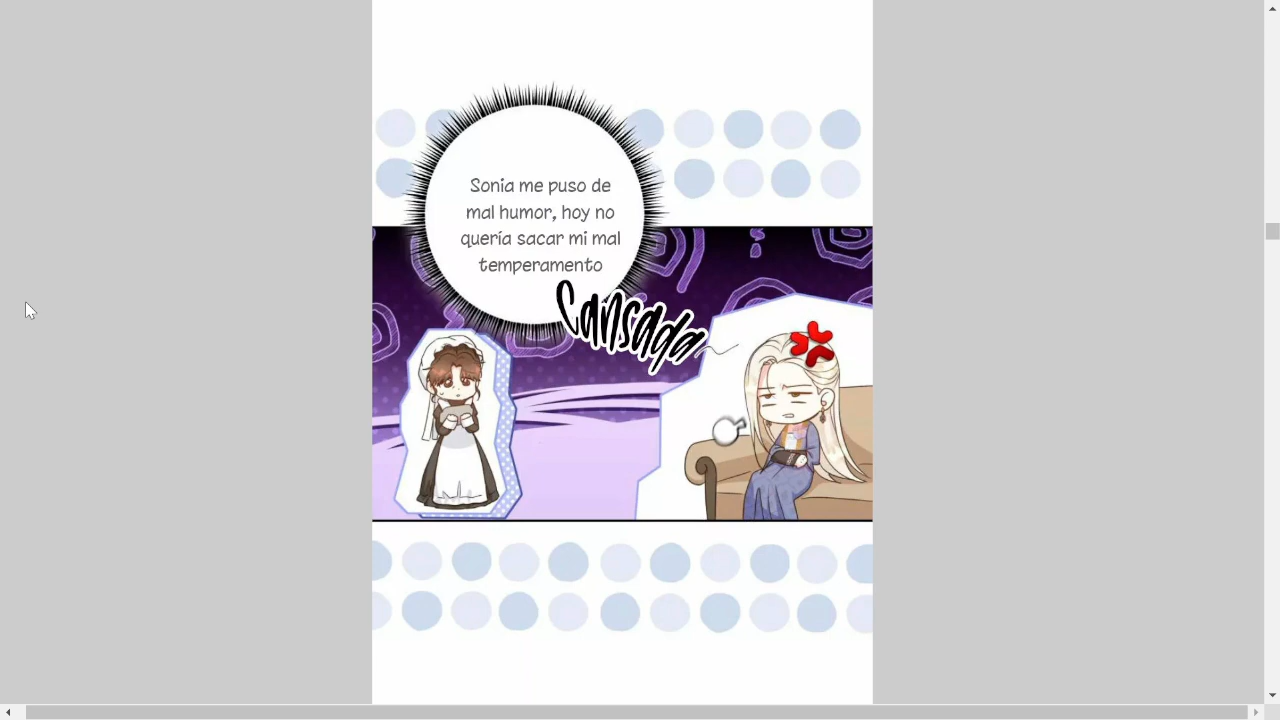 Sonia me puso de
mal humor, hoy no
quería sacar mi mal
temperamento
Cansada